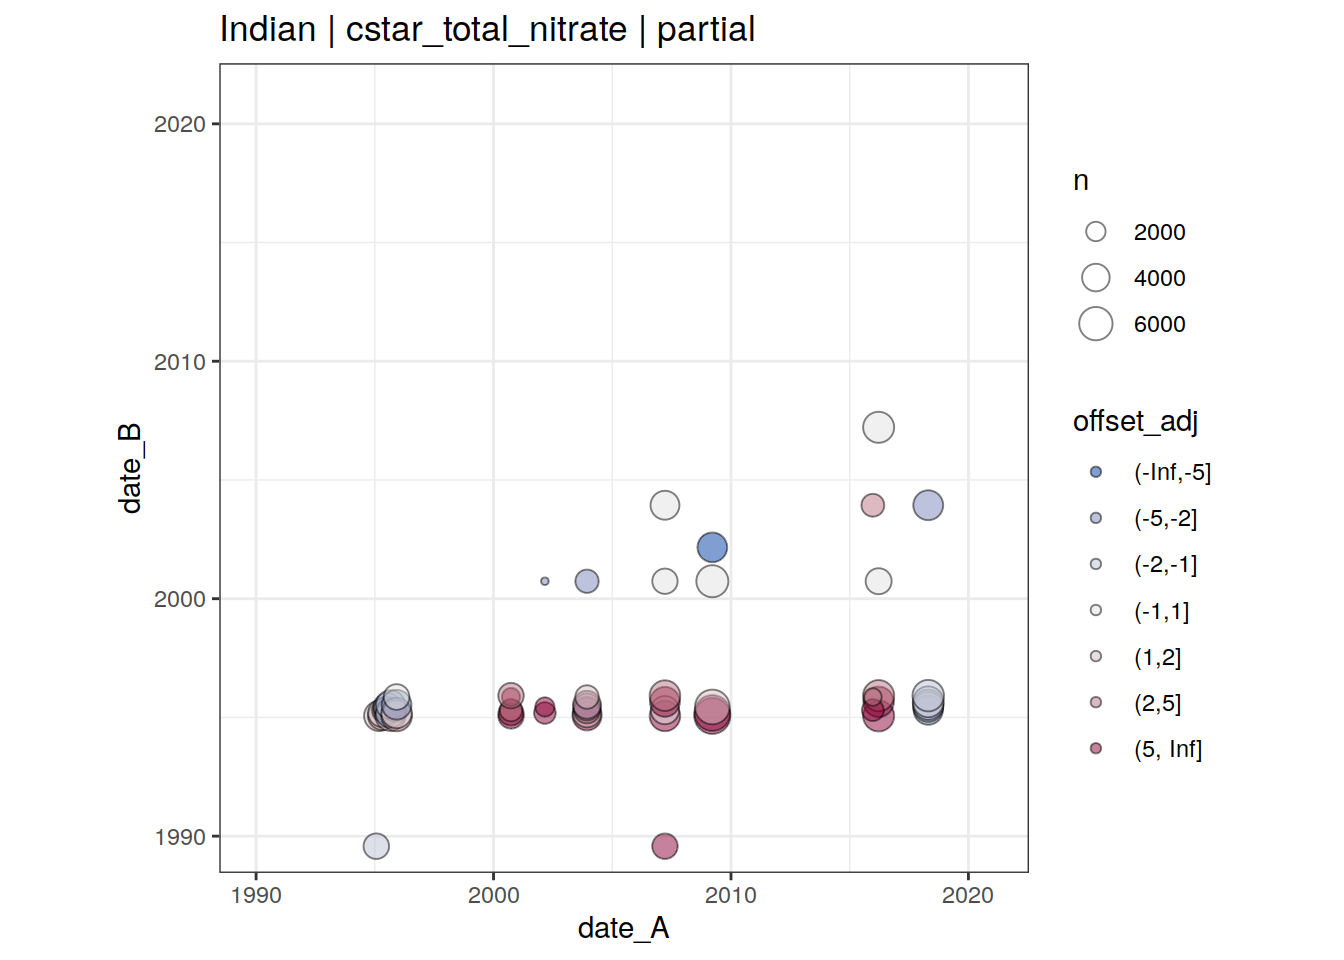 Indian | cstar_total_nitrate | partial
2020
2010
2000
1990
1990
2000
2010
2020
date_A
date_B
n
2000
4000
6000
offset_adj
(-Inf,-5]
(-5,-2]
(-2,-1]
(-1,1]
(1,2]
(2,5]
(5, Inf]